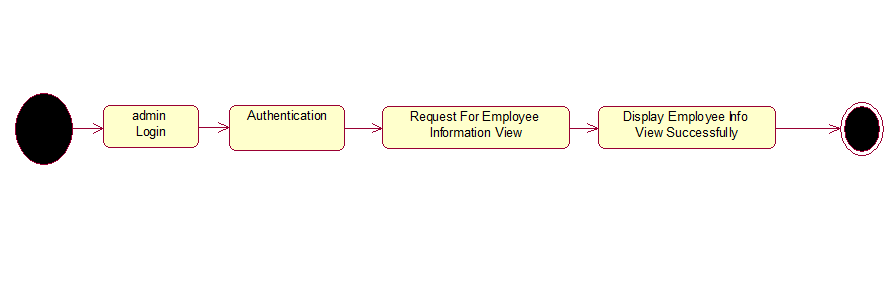 admin
Login
Authentication
Request For Employee
Information View
Display Employee Info
View Successfully